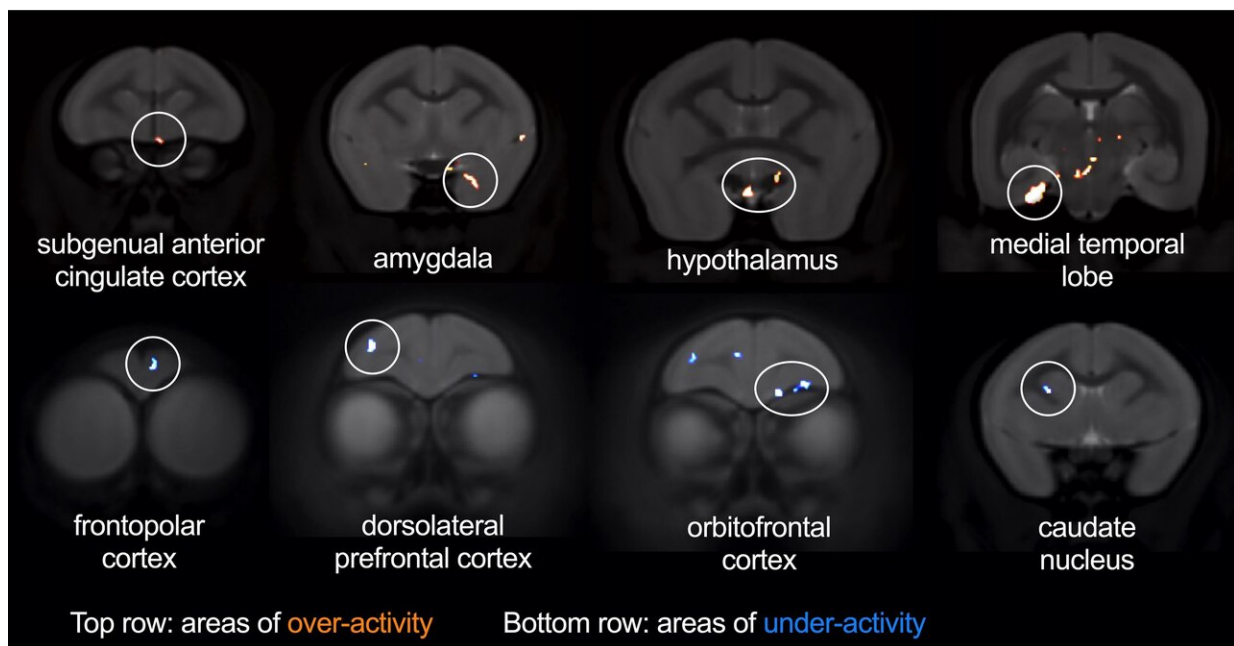 subgenual anterior
cingulate cortex
amygdala
hypothalamus
medial temporal
lobe
frontopolar
cortex
dorsolateral
prefrontal cortex
orbitofrontal
cortex
caudate
nucleus
Top row: areas of over-activity
Bottom row: areas of under-activity